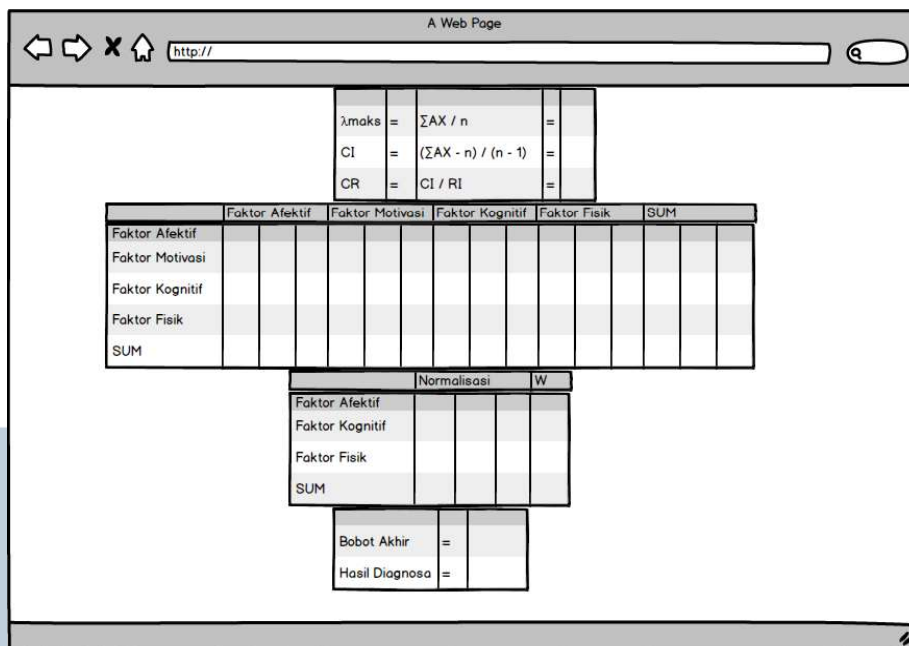 A Web Page
http://
λmaks = ∑AX / n =
CI = (∑AX - n) / (n - 1) =
CR = CI / RI =
Faktor Afektif Faktor Motivasi Faktor Kognitif Faktor Fisik SUM
Faktor Afektif
Faktor Motivasi
Faktor Kognitif
Faktor Fisik
SUM
Normalisasi W
Faktor Afektif
Faktor Kognitif
Faktor Fisik
SUM
Bobot Akhir =
Hasil Diagnosa =